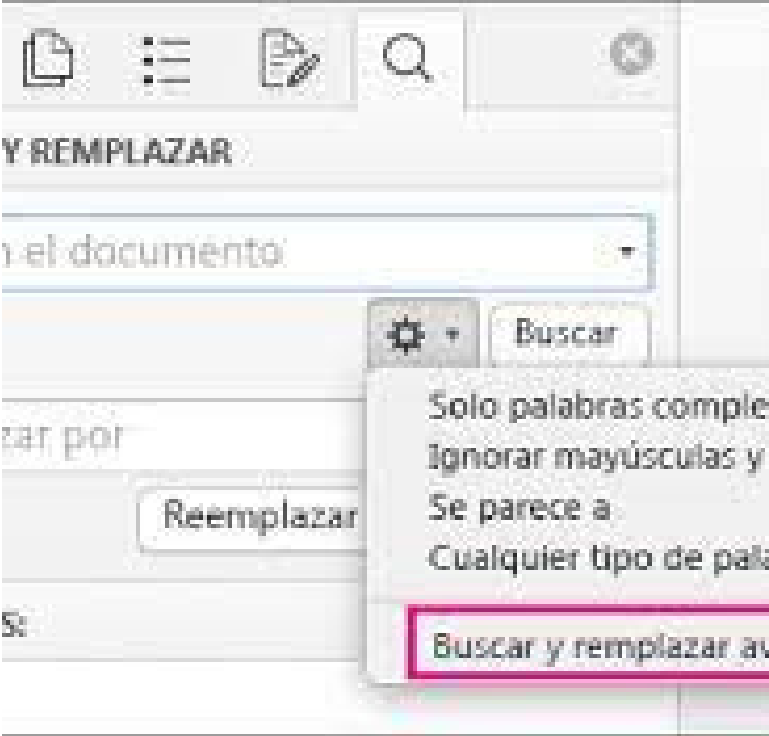 Y REMPLAZAR
n el documento
Buscar
Solo palabras comple
zar por
Ignorar mayúsculas y
Se parece a
Reemplazar
Cualquier tipo de pala
S:
Buscar y remplazar av